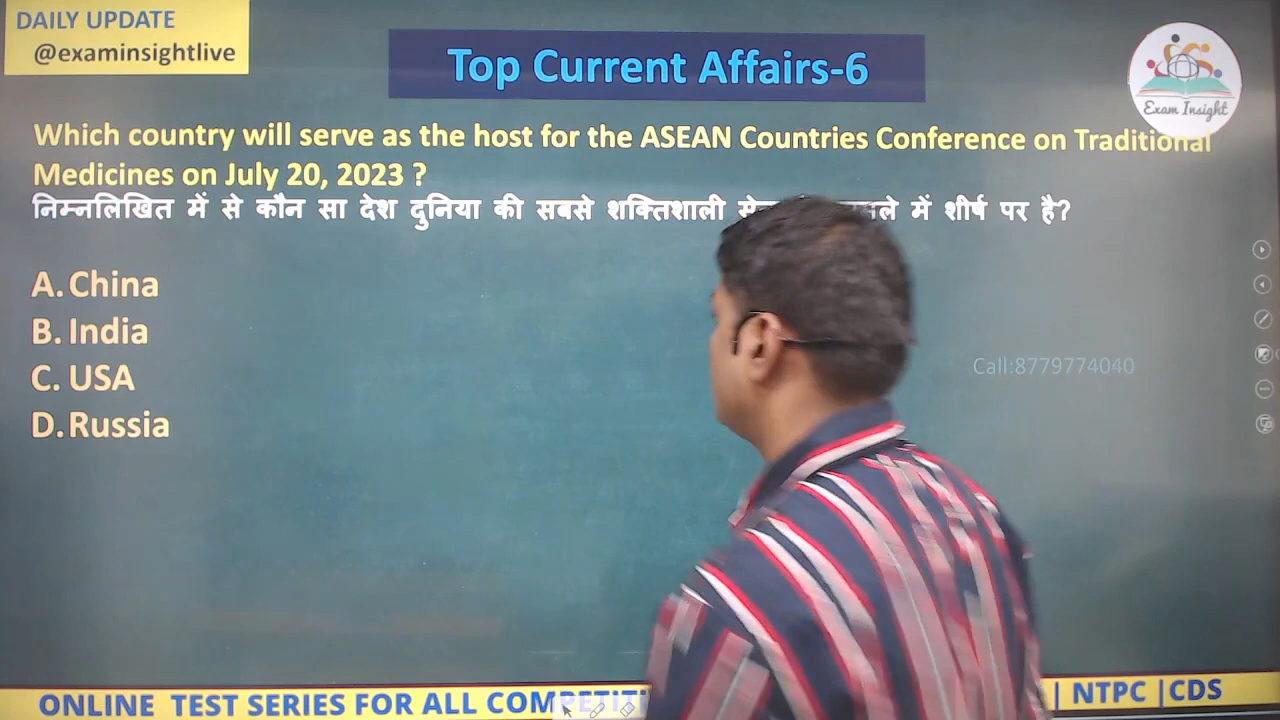 DAILY UPDATE
@examinsightlive
Top Current Affairs-6
Exam Insight
Which country will serve as the host for the ASEAN Countries Conference on Traditional
Medicines on July 20, 2023 ?
निम्नलिखित में से कौन सा देश दुनिया की सबसे शक्तिशाली में शीर्ष पर है?
A. China
B. India
C. USA
D. Russia
Call:8779774040
ONLINE TEST SERIES FOR ALL | NTPC |CDS